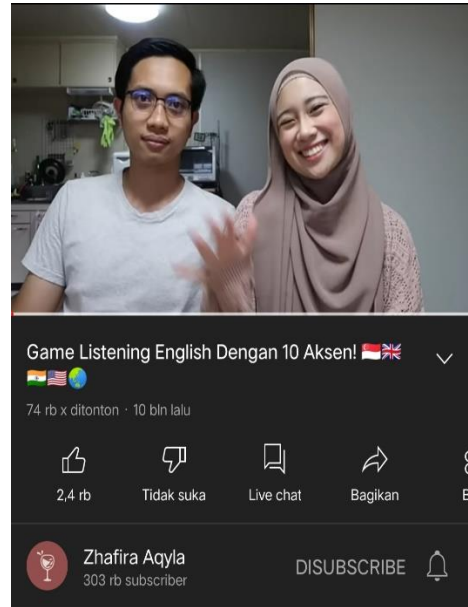 Game Listening English Dengan 10 Aksen! 🇮🇩🇬🇧
🇮🇳🇺🇸🌏
74 rb x ditonton · 10 bln lalu
2,4 rb Tidak suka Live chat Bagikan
Zhafira Aqyla
303 rb subscriber
DISUBSCRIBE